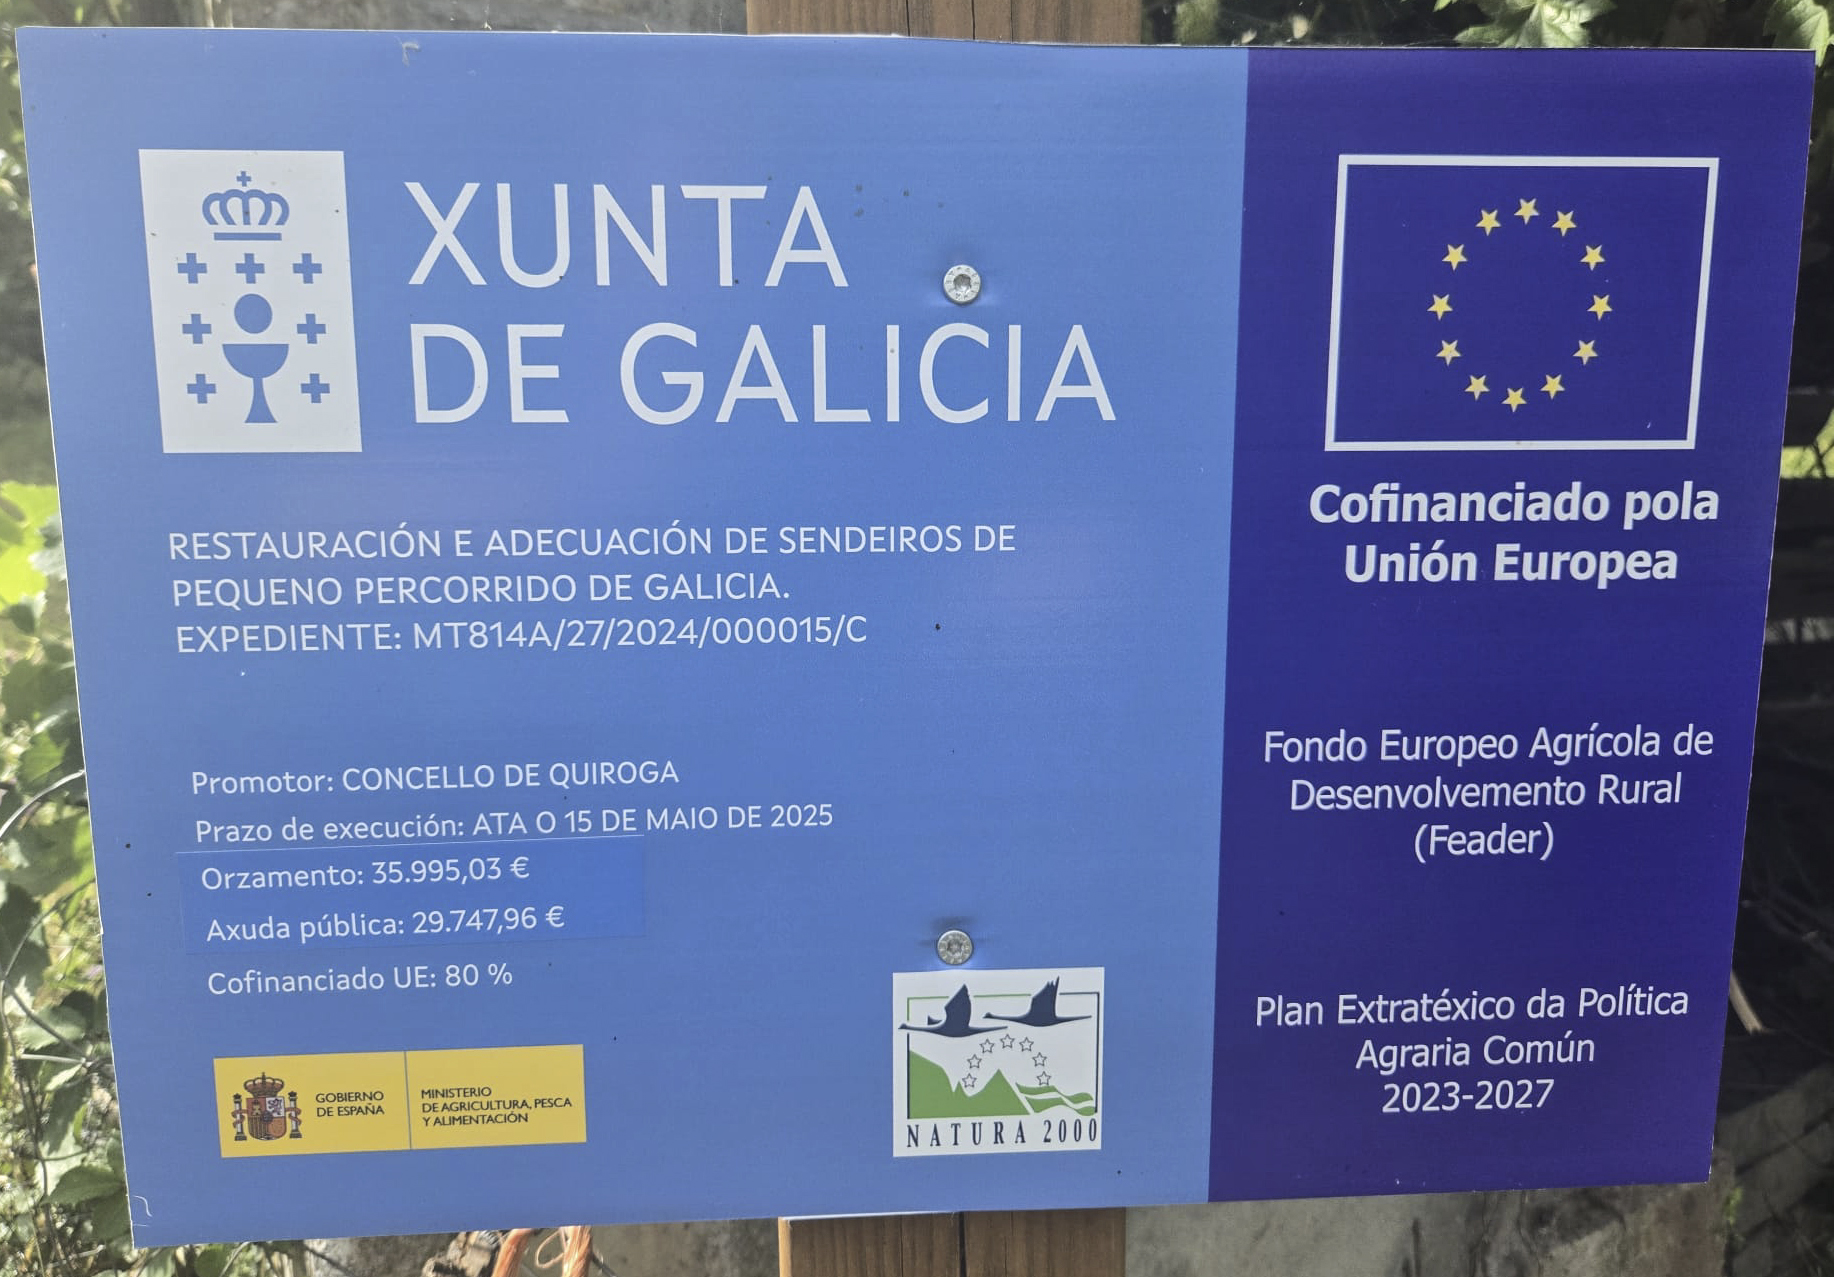 XUNTA
DE GALICIA
RESTAURACIÓN E ADECUACIÓN DE SENDEIROS DE
PEQUENO PERCORRIDO DE GALICIA.
EXPEDIENTE: MT814A/27/2024/000015/C
Promotor: CONCELLO DE QUIROGA
Prazo de execución: ATA O 15 DE MAIO DE 2025
Orzamento: 35.995,03 €
Axuda pública: 29.747,96 €
Cofinanciado UE: 80 %
GOBIERNO
DE ESPAÑA
MINISTERIO
DE AGRICULTURA, PESCA
Y ALIMENTACIÓN
NATURA 2000
Cofinanciado pola
Unión Europea
Fondo Europeo Agrícola de
Desenvolvemento Rural
(Feader)
Plan Extratéxico da Política
Agraria Común
2023-2027